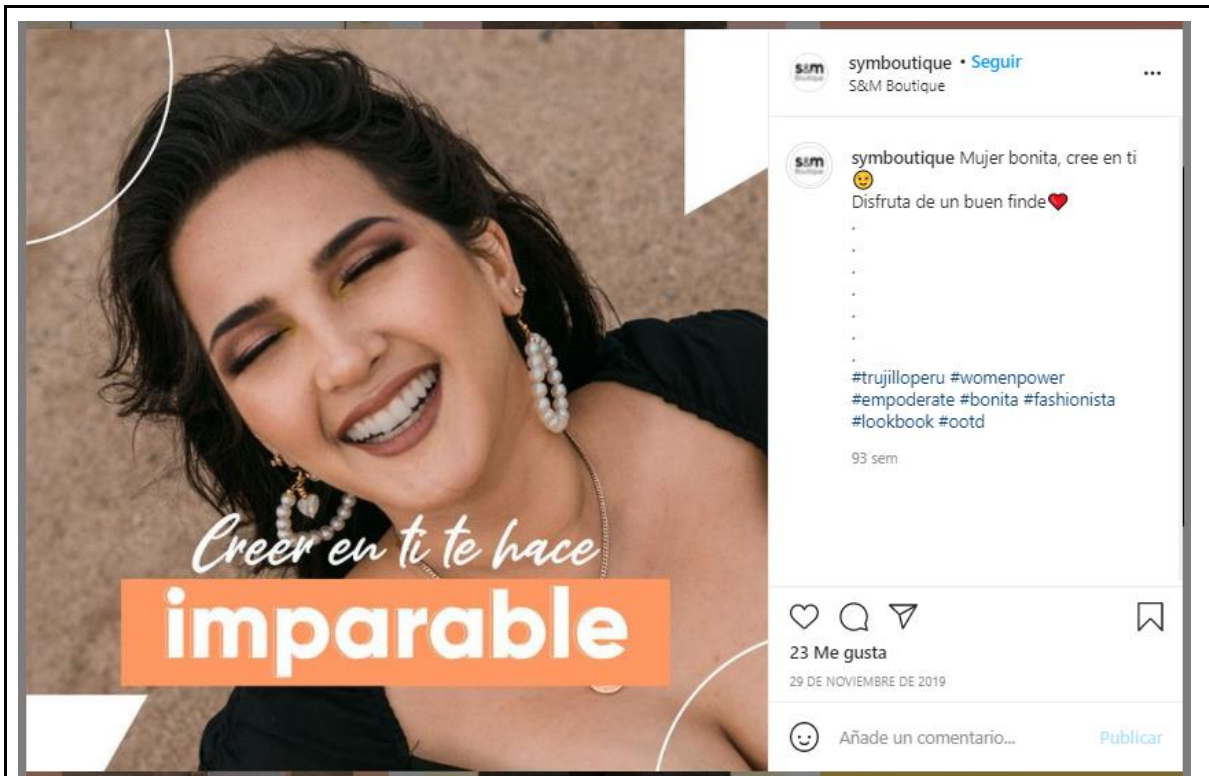 Creer en ti te hace
imparable
s&m
Boutique
symboutique • Seguir
S&M Boutique
...
s&m
Boutique
symboutique Mujer bonita, cree en ti
😉
Disfruta de un buen finde❤️
.
.
.
.
.
.
.
#trujilloperu #womenpower
#empoderate #bonita #fashionista
#lookbook #ootd
93 sem
23 Me gusta
29 DE NOVIEMBRE DE 2019
Añade un comentario... Publicar